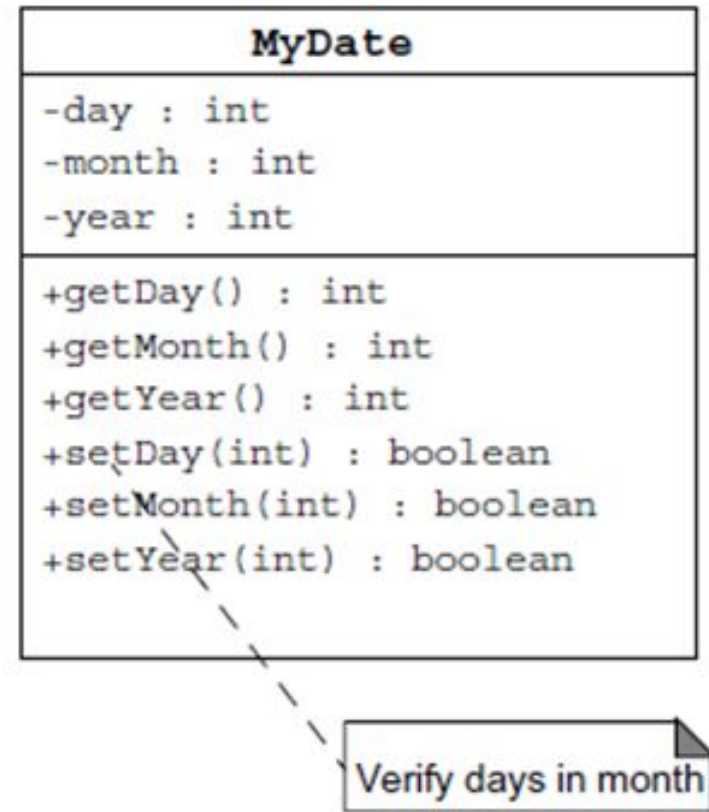 MyDate
-day : int
-month : int
-year : int
+getDay() : int
+getMonth() : int
+getYear() : int
+setDay(int) : boolean
+setMonth(int) : boolean
+setYear(int) : boolean
Verify days in month